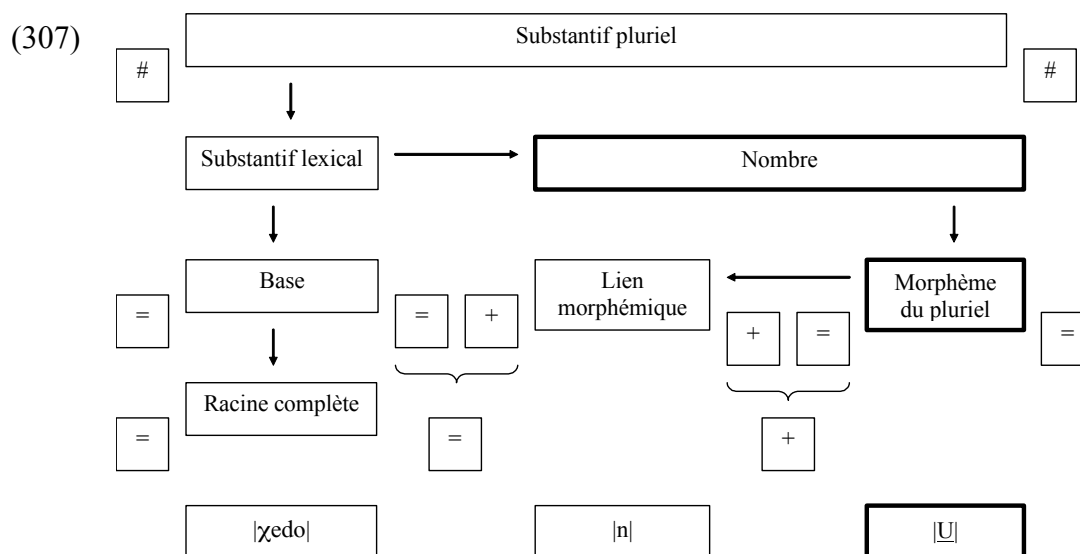 (307)
Substantif pluriel
# #
Substantif lexical Nombre
Base Lien morphémique Morphème du pluriel
= = + + = =
Racine complète
= = +
|χedo| |n| |U|